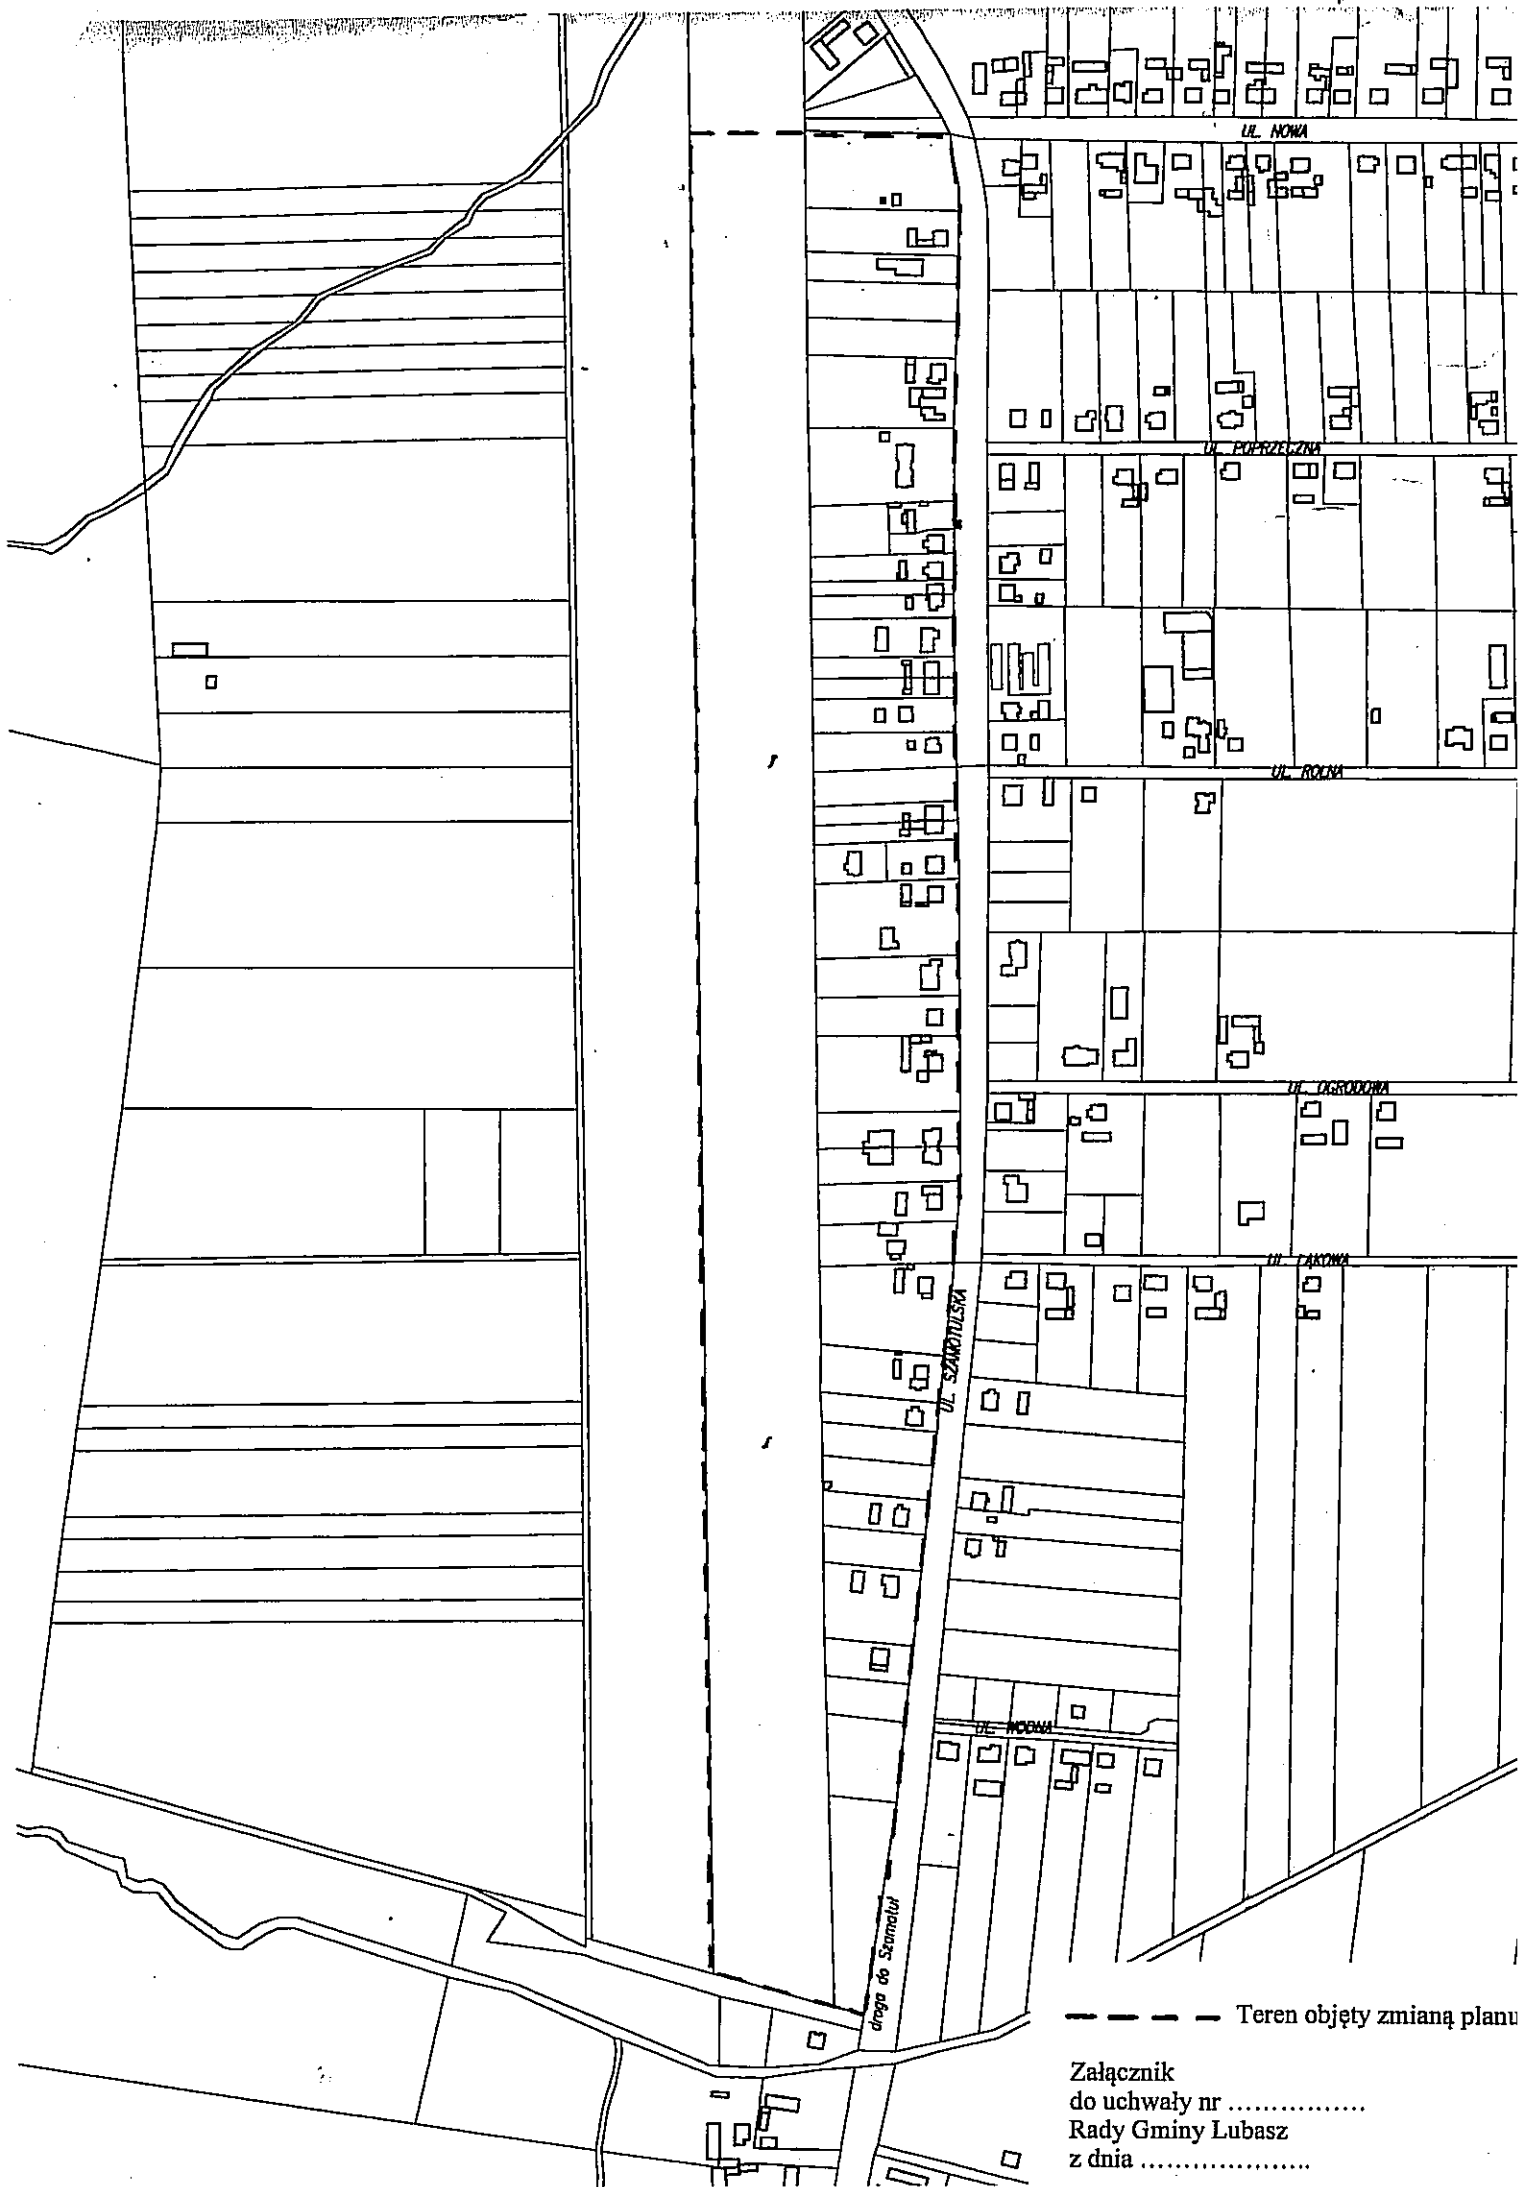 UL. NOWA
UL. POPRZECZNA
UL. ROLNA
UL. OGRODOWA
UL. ŁĄKOWA
UL. SZAMOTULSKA
UL. WODNA
droga do Szamotuł
Teren objęty zmianą planu
Załącznik
do uchwały nr ................
Rady Gminy Lubasz
z dnia ....................